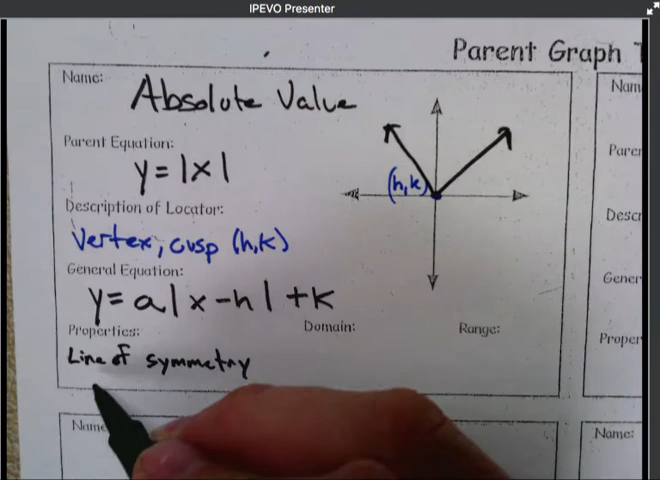 IPEVO Presenter
Parent Graph T
Name:
Absolute Value
Parent Equation:
y = |x|
(h,k)
Description of Locator:
Vertex, cusp (h,k)
General Equation:
y = a|x - h| + k
Properties:
Domain:
Range:
Line of symmetry
Nam
Paren
Descr
Gener
Proper
Name
Name: